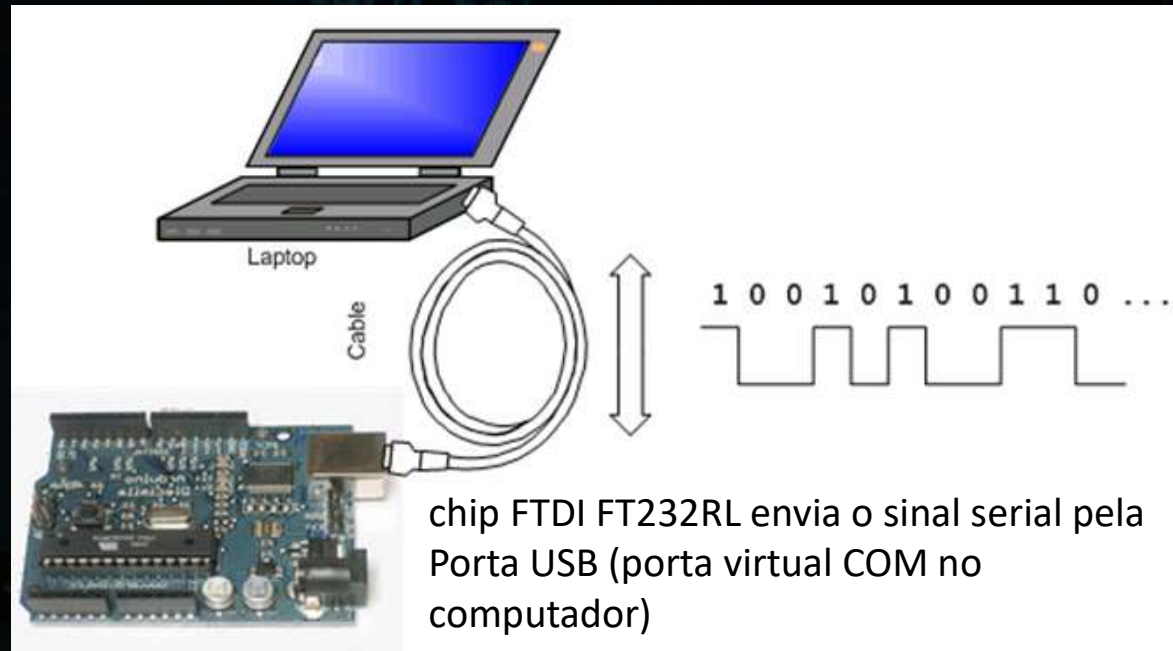 Laptop
Cable
1 0 0 1 0 1 0 0 1 1 0 ...
chip FTDI FT232RL envia o sinal serial pela
Porta USB (porta virtual COM no
computador)